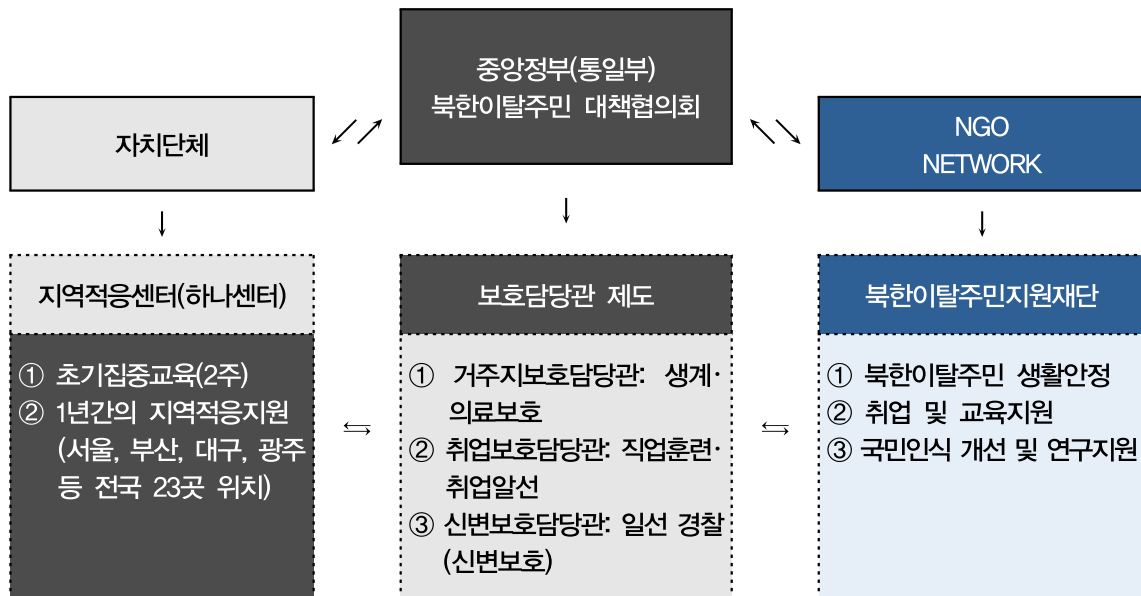 중앙정부(통일부)
북한이탈주민 대책협의회
자치단체
NGO
NETWORK
지역적응센터(하나센터)
① 초기집중교육(2주)
② 1년간의 지역적응지원
(서울, 부산, 대구, 광주
등 전국 23곳 위치)
보호담당관 제도
① 거주지보호담당관: 생계·
의료보호
② 취업보호담당관: 직업훈련·
취업알선
③ 신변보호담당관: 일선 경찰
(신변보호)
북한이탈주민지원재단
① 북한이탈주민 생활안정
② 취업 및 교육지원
③ 국민인식 개선 및 연구지원